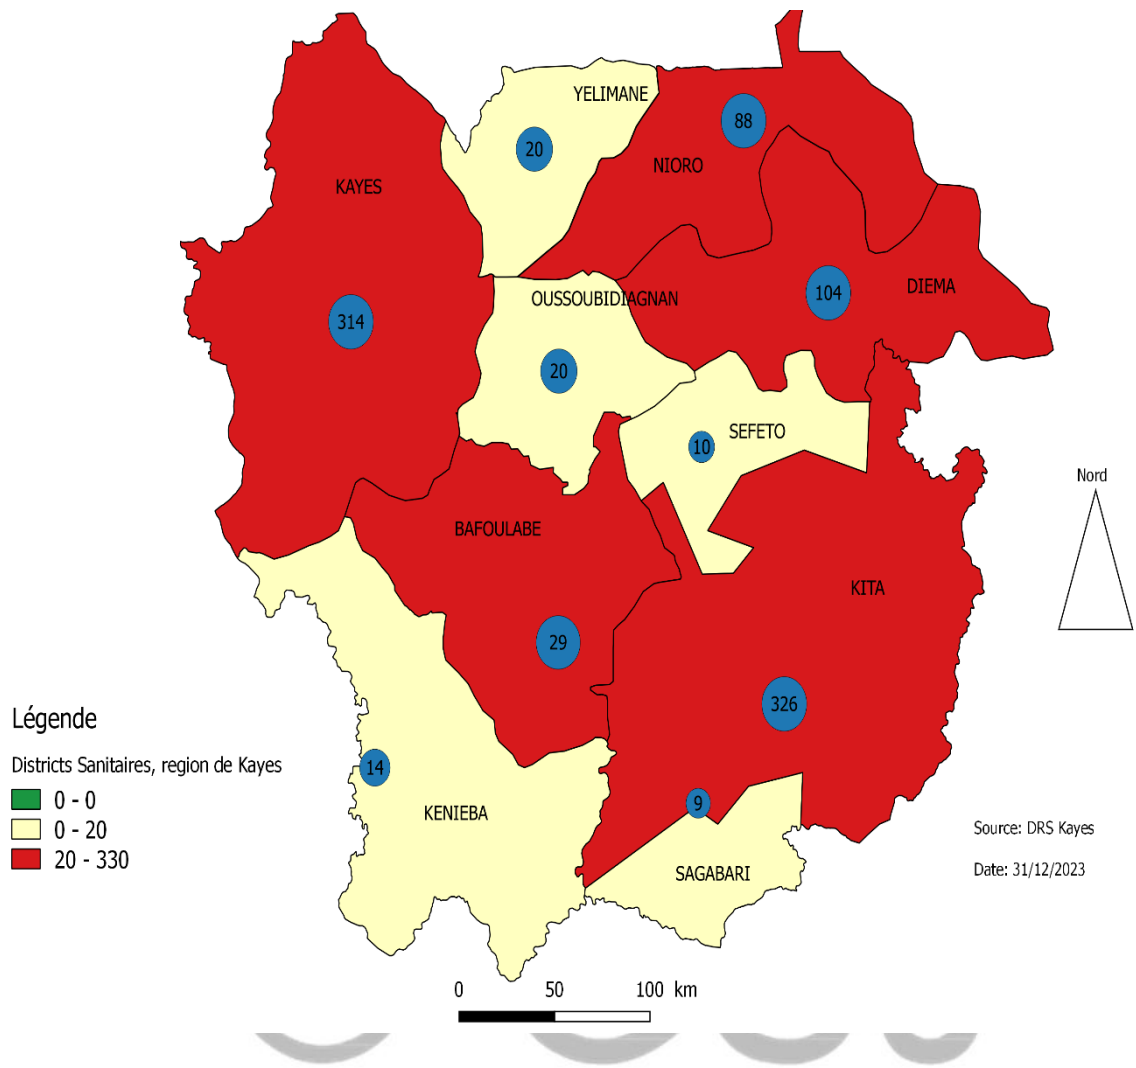 YELIMANE
88
20
NIORO
KAYES
DIEMA
104
OUSSOUBIDIAGNAN
314
20
SEFETO
10
Nord
BAFOULABE
KITA
29
326
Légende
Districts Sanitaires, region de Kayes
0 - 0
0 - 20
20 - 330
14
9
KENIEBA
Source: DRS Kayes
SAGABARI
Date: 31/12/2023
0 50 100 km